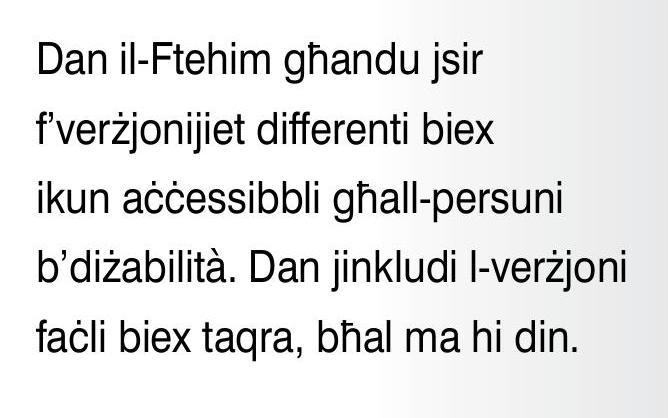 Dan il-Ftehim għandu jsir
f’verżjonijiet differenti biex
ikun aċċessibbli għall-persuni
b’diżabilità. Dan jinkludi l-verżjoni
faċli biex taqra, bħal ma hi din.